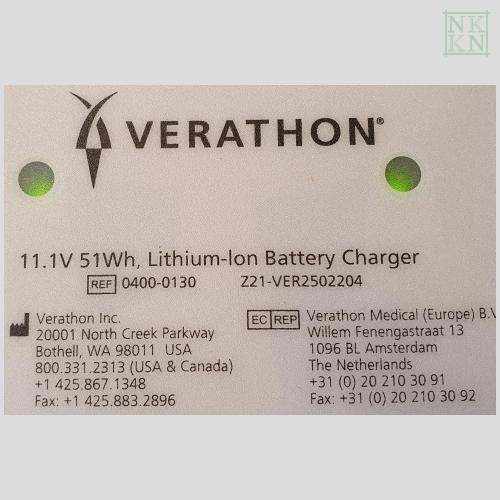 NK
KN
VERATHON®
11.1V 51Wh, Lithium-Ion Battery Charger
REF 0400-0130 Z21-VER2502204
Verathon Inc.
20001 North Creek Parkway
Bothell, WA 98011 USA
800.331.2313 (USA & Canada)
+1 425.867.1348
Fax: +1 425.883.2896
EC REP Verathon Medical (Europe) B.V
Willem Fenengastraat 13
1096 BL Amsterdam
The Netherlands
+31 (0) 20 210 30 91
Fax: +31 (0) 20 210 30 92